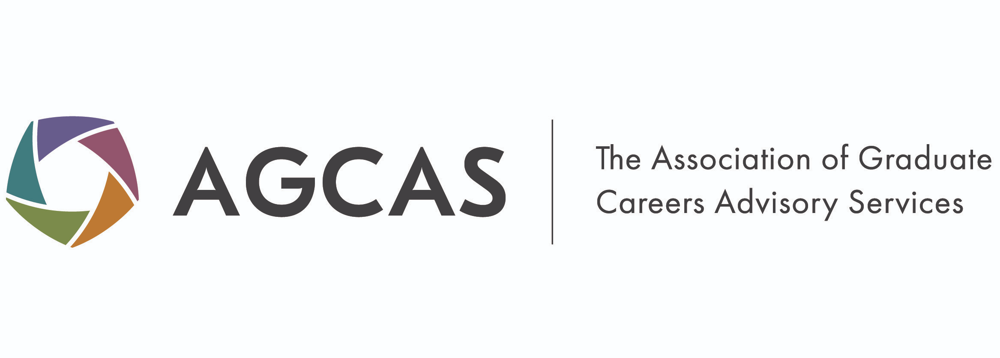 AGCAS
The Association of Graduate
Careers Advisory Services